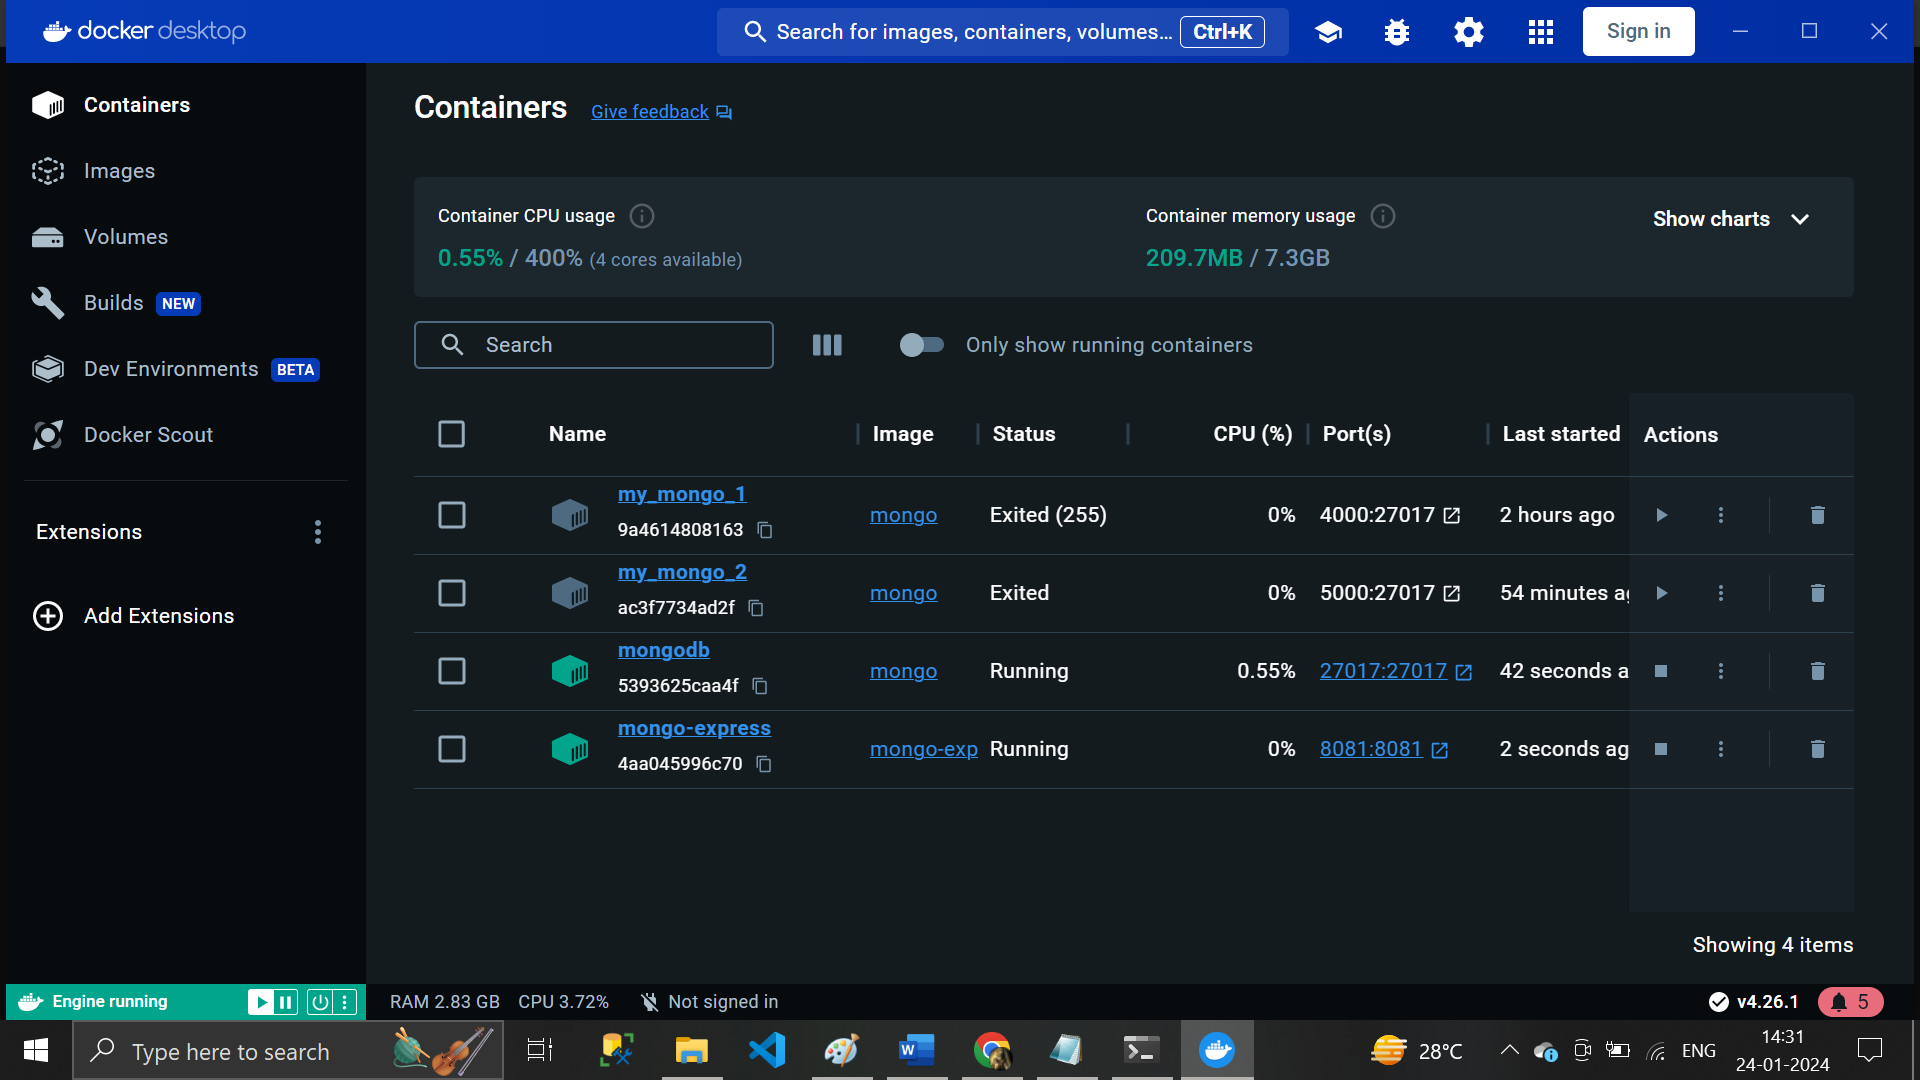 docker desktop
Search for images, containers, volumes... Ctrl+K
Sign in
Containers
Images
Volumes
Builds NEW
Dev Environments BETA
Docker Scout
Extensions
Add Extensions
Containers Give feedback
Container CPU usage
0.55% / 400% (4 cores available)
Container memory usage
209.7MB / 7.3GB
Show charts
Search
Only show running containers
Name Image Status CPU (%) Port(s) Last started Actions
my_mongo_1
9a4614808163
mongo Exited (255) 0% 4000:27017 2 hours ago
my_mongo_2
ac3f7734ad2f
mongo Exited 0% 5000:27017 54 minutes ag
mongodb
5393625caa4f
mongo Running 0.55% 27017:27017 42 seconds a
mongo-express
4aa045996c70
mongo-exp Running 0% 8081:8081 2 seconds ag
Showing 4 items
Engine running
RAM 2.83 GB CPU 3.72% Not signed in
v4.26.1 5
Type here to search
W
28°C
ENG
14:31
24-01-2024